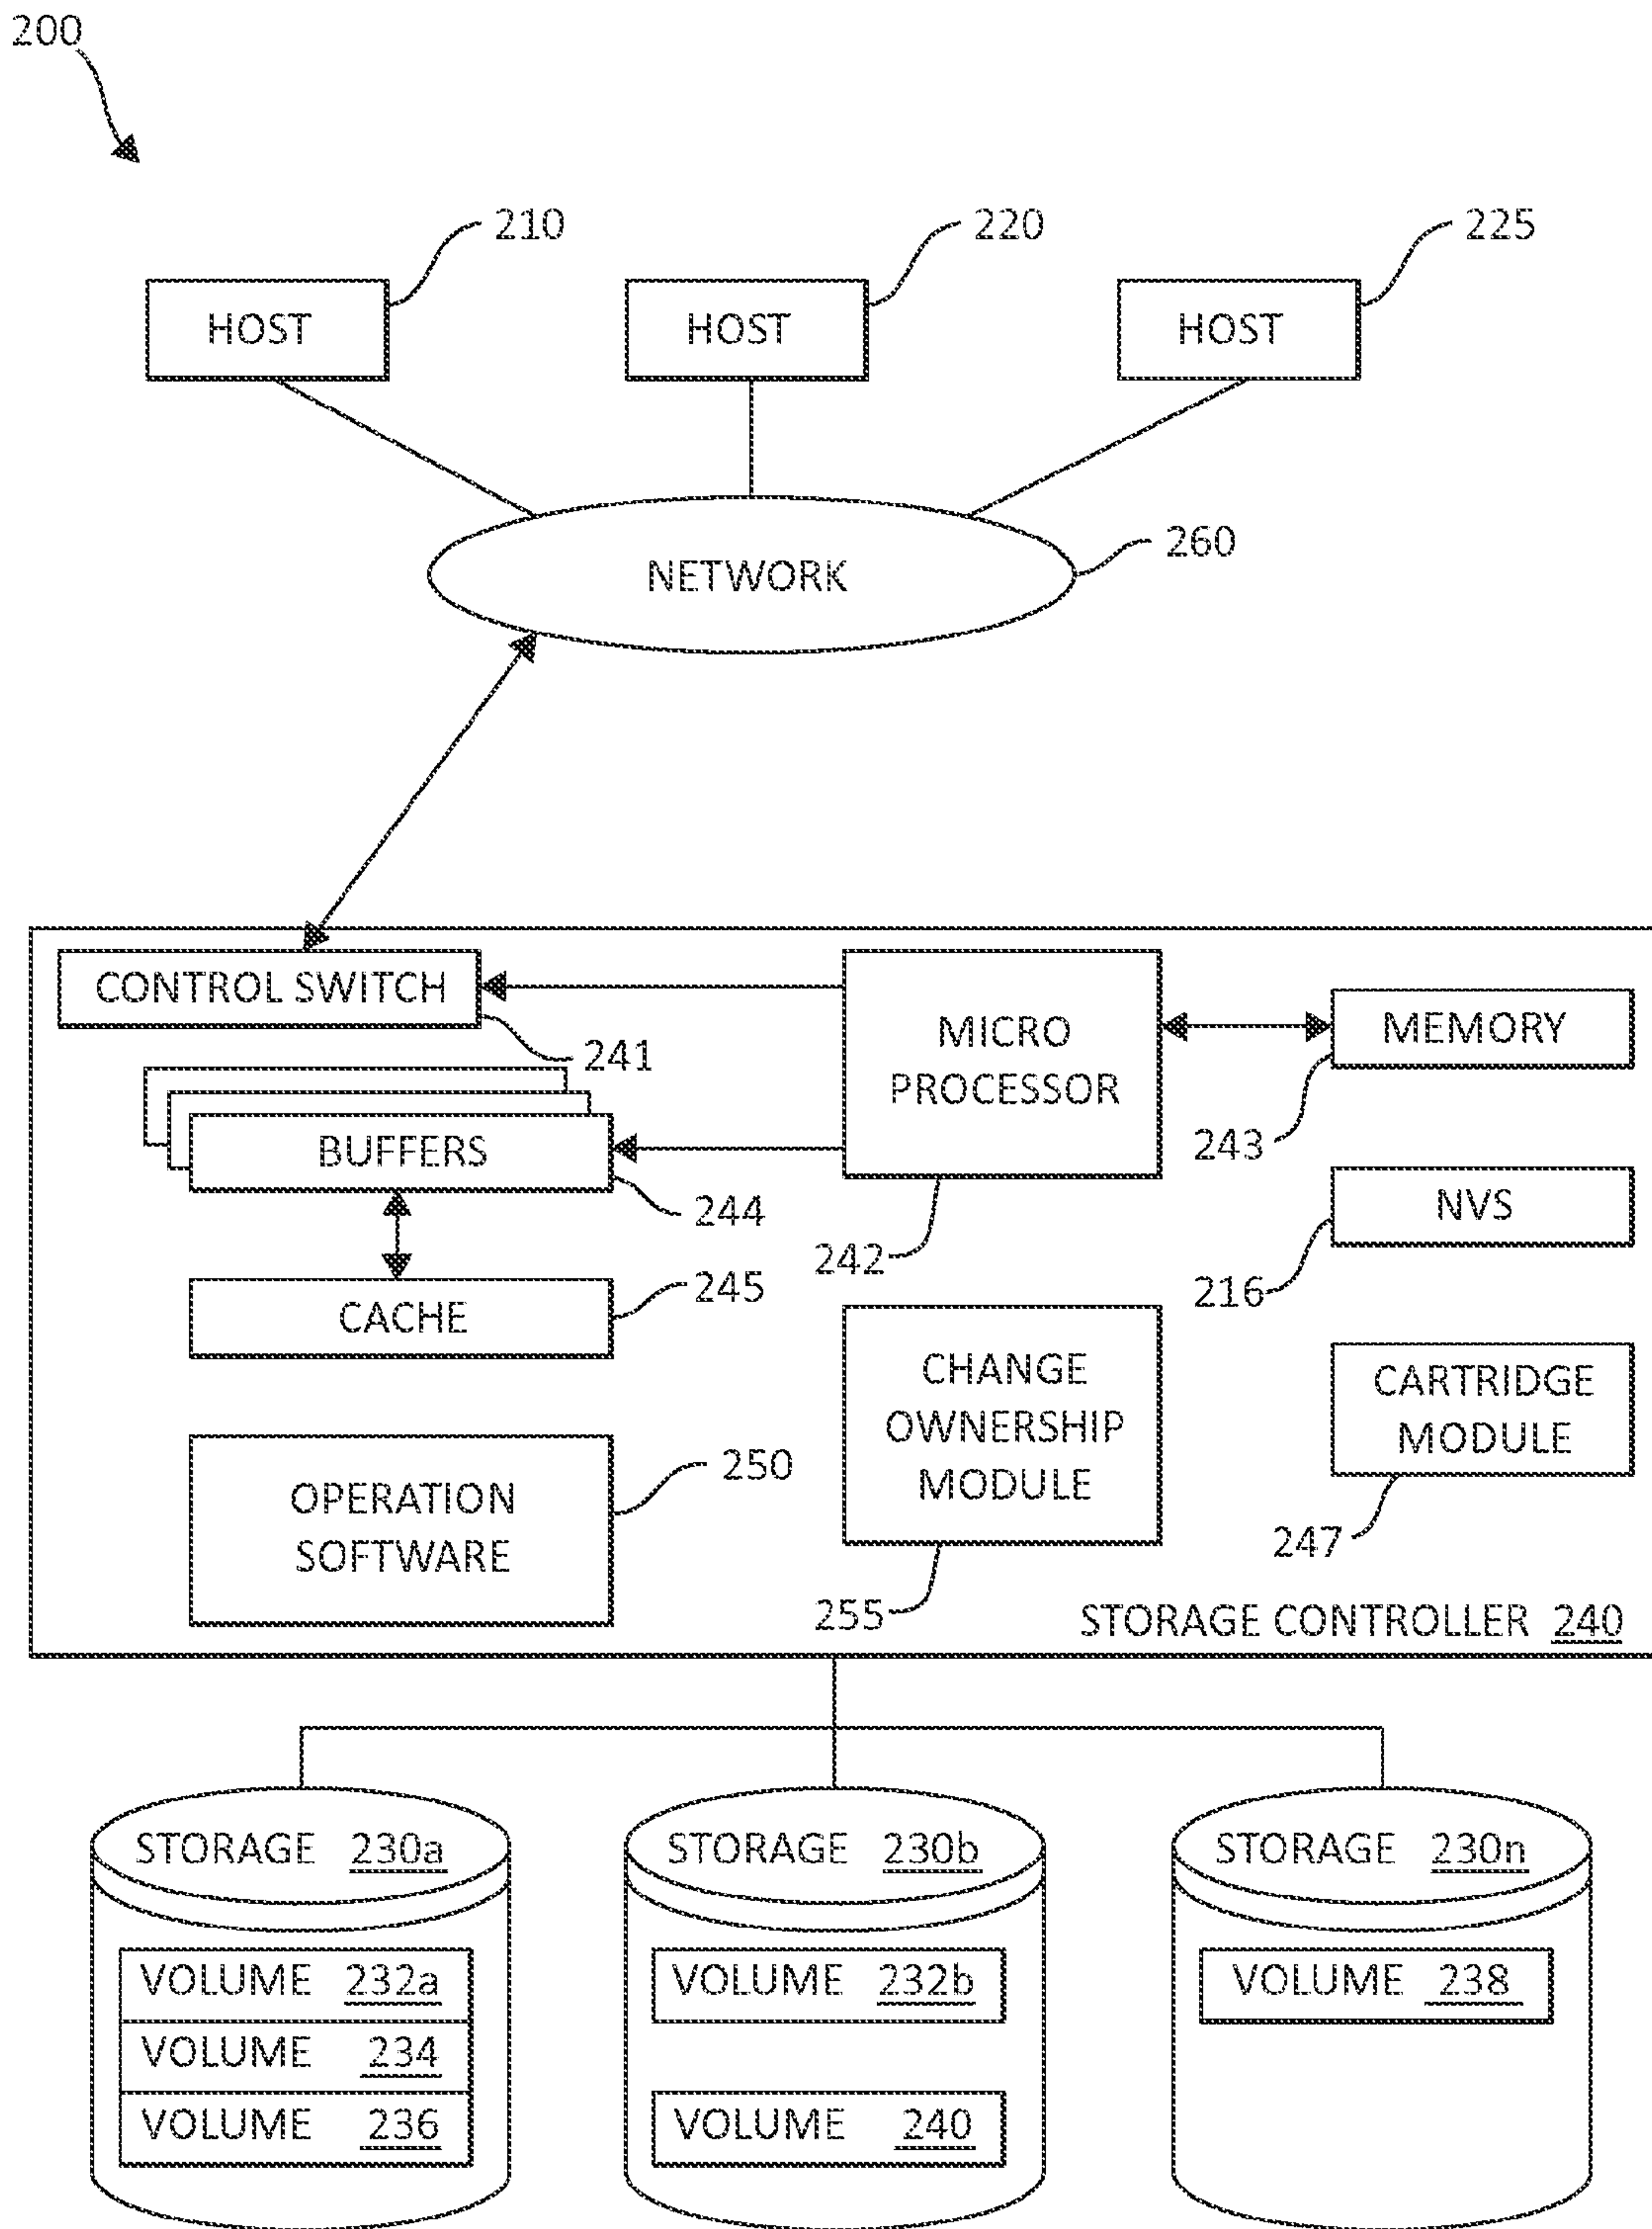 200
210
220
225
HOST
HOST
HOST
260
NETWORK
CONTROL SWITCH
241
MICRO
PROCESSOR
MEMORY
243
BUFFERS
244
242
NVS
216
245
CACHE
CHANGE
OWNERSHIP
MODULE
CARTRIDGE
MODULE
250
OPERATION
SOFTWARE
247
255
STORAGE CONTROLLER 240
STORAGE 230a
STORAGE 230b
STORAGE 230n
VOLUME 232a
VOLUME 232b
VOLUME 238
VOLUME 234
VOLUME 236
VOLUME 240